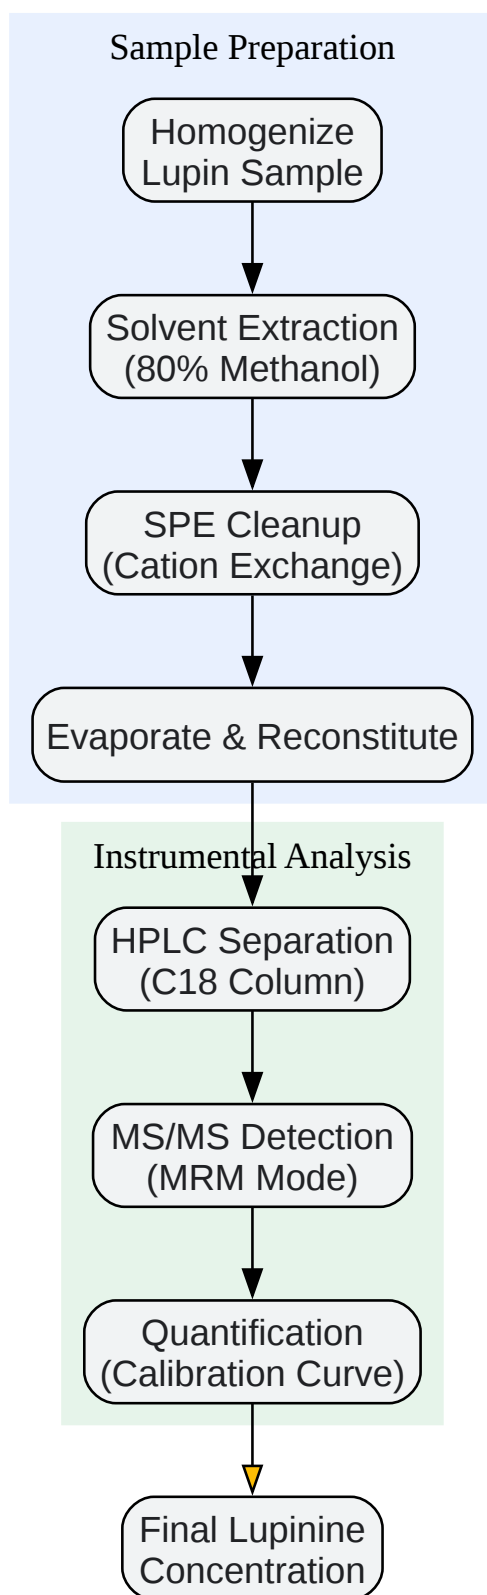 Sample Preparation
Homogenize
Lupin Sample
Solvent Extraction
(80% Methanol)
SPE Cleanup
(Cation Exchange)
Evaporate & Reconstitute
Instrumental Analysis
HPLC Separation
(C18 Column)
MS/MS Detection
(MRM Mode)
Quantification
(Calibration Curve)
Final Lupinine
Concentration